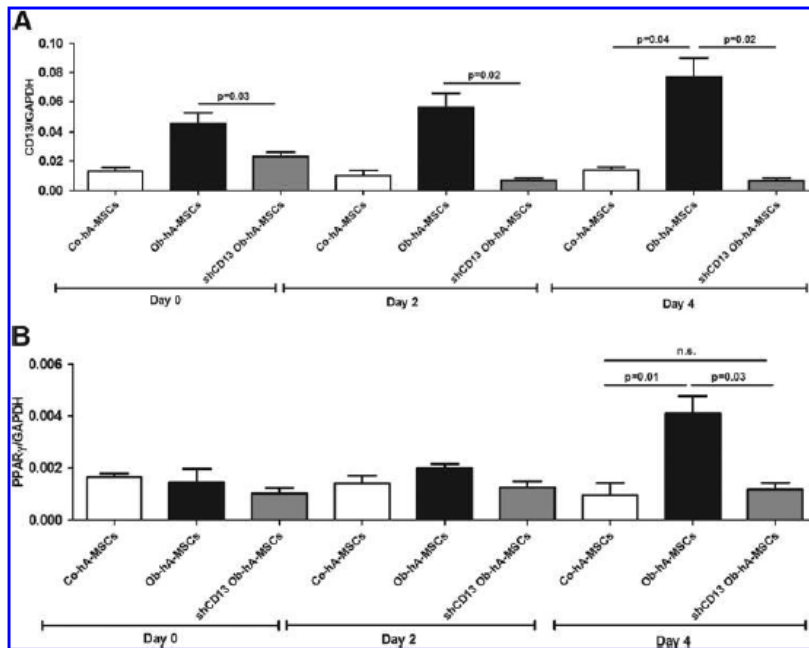 A
CD13/GAPDH
0.10
0.08
0.06
0.04
0.02
0.00
p=0.03
p=0.02
p=0.04
p=0.02
Co-hA-MSCs
Ob-hA-MSCs
shCD13 Ob-hA-MSCs
Co-hA-MSCs
Ob-hA-MSCs
shCD13 Ob-hA-MSCs
Co-hA-MSCs
Ob-hA-MSCs
shCD13 Ob-hA-MSCs
Day 0
Day 2
Day 4
B
PPARγ/GAPDH
0.006
0.004
0.002
0.000
n.s.
p=0.01
p=0.03
Co-hA-MSCs
Ob-hA-MSCs
shCD13 Ob-hA-MSCs
Co-hA-MSCs
Ob-hA-MSCs
shCD13 Ob-hA-MSCs
Co-hA-MSCs
Ob-hA-MSCs
shCD13 Ob-hA-MSCs
Day 0
Day 2
Day 4